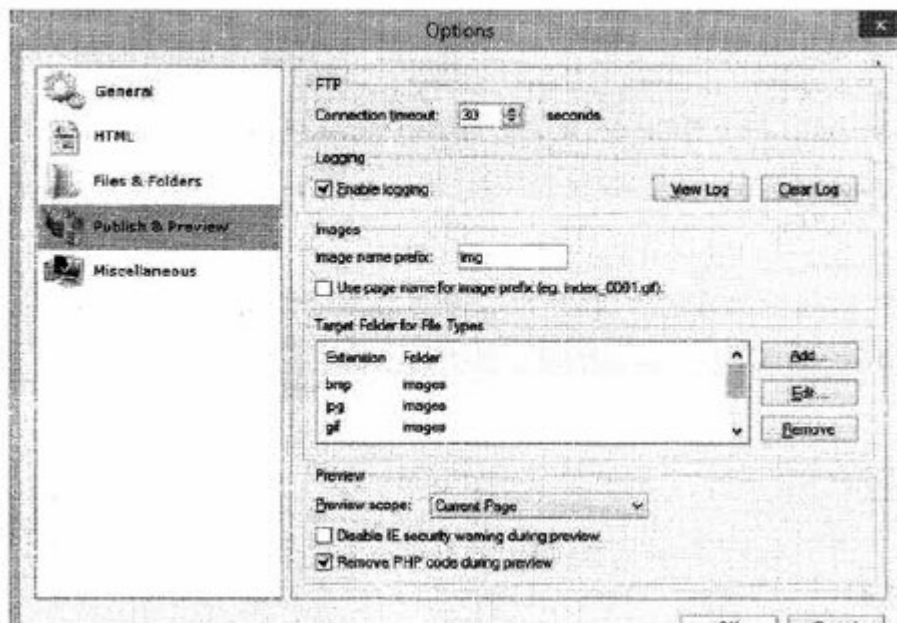 Options
General
HTML
Files & Folders
Publish & Preview
Miscellaneous
FTP
Connection timeout: 30 seconds.
Logging
Enable logging View Log Clear Log
Images
Image name prefix: img
Use page name for image prefix (eg. index_0001.gif).
Target Folder for File Types
Extension Folder
bmp images
jpg images
gif images
Add...
Edit...
Remove
Preview
Preview scope: Current Page
Disable IE security warning during preview
Remove PHP code during preview